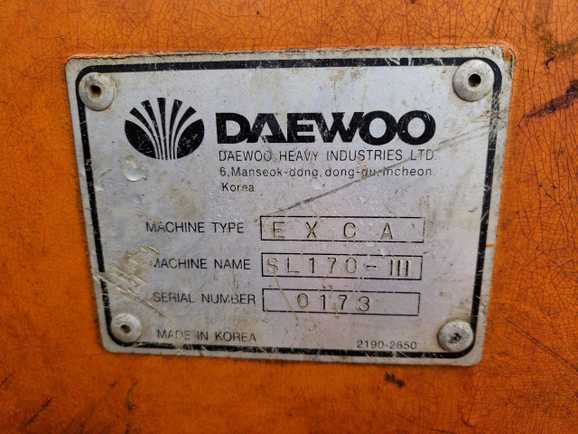 DAEWOO
DAEWOO HEAVY INDUSTRIES LTD.
6, Manseok-dong, dong-gu, Incheon
Korea
MACHINE TYPE EXCA
MACHINE NAME SL170-III
SERIAL NUMBER 0173
MADE IN KOREA 2190-2650